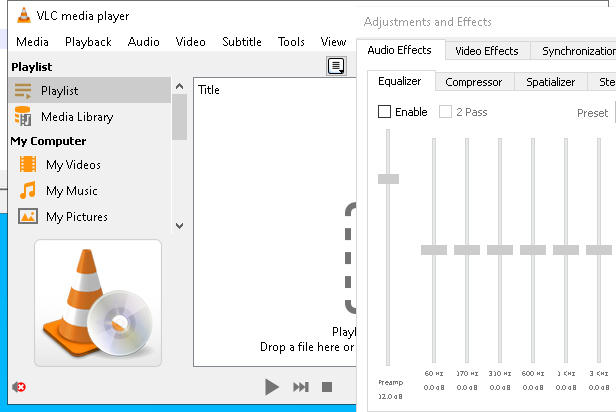 VLC media player
Media Playback Audio Video Subtitle Tools View
Playlist
Playlist
Media Library
My Computer
My Videos
My Music
My Pictures
Title
Drop a file here or
Adjustments and Effects
Audio Effects Video Effects
Equalizer Compressor Spatializer
Enable 2 Pass Preset
Preamp
12.0 dB
60 Hz 170 Hz 310 Hz 600 Hz 1 KHz 3 KHz
0.0 dB 0.0 dB 0.0 dB 0.0 dB 0.0 dB 0.0 dB